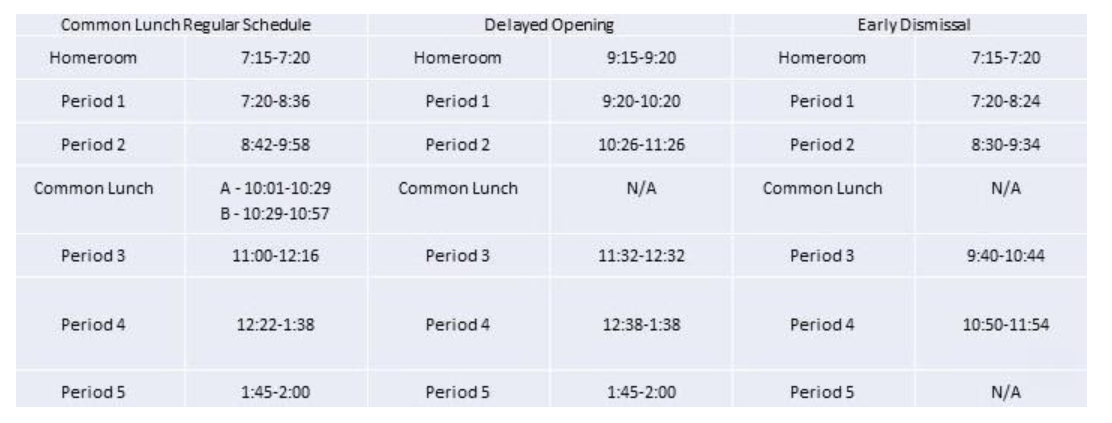 Common Lunch Regular Schedule Delayed Opening Early Dismissal
Homeroom 7:15-7:20 Homeroom 9:15-9:20 Homeroom 7:15-7:20
Period 1 7:20-8:36 Period 1 9:20-10:20 Period 1 7:20-8:24
Period 2 8:42-9:58 Period 2 10:26-11:26 Period 2 8:30-9:34
Common Lunch A - 10:01-10:29 Common Lunch N/A Common Lunch N/A
B - 10:29-10:57
Period 3 11:00-12:16 Period 3 11:32-12:32 Period 3 9:40-10:44
Period 4 12:22-1:38 Period 4 12:38-1:38 Period 4 10:50-11:54
Period 5 1:45-2:00 Period 5 1:45-2:00 Period 5 N/A